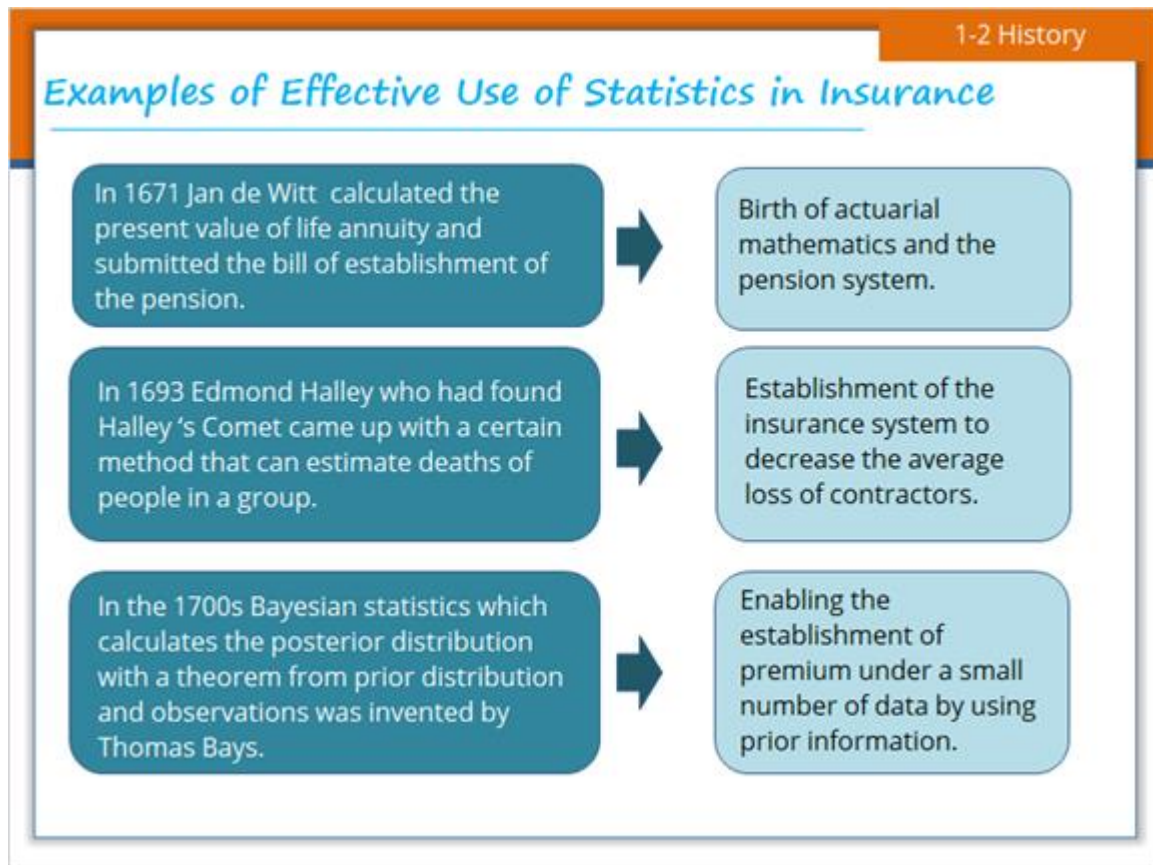 1-2 History
Examples of Effective Use of Statistics in Insurance
In 1671 Jan de Witt calculated the
present value of life annuity and
submitted the bill of establishment of
the pension.
Birth of actuarial
mathematics and the
pension system.
In 1693 Edmond Halley who had found
Halley ‘s Comet came up with a certain
method that can estimate deaths of
people in a group.
Establishment of the
insurance system to
decrease the average
loss of contractors.
In the 1700s Bayesian statistics which
calculates the posterior distribution
with a theorem from prior distribution
and observations was invented by
Thomas Bays.
Enabling the
establishment of
premium under a small
number of data by using
prior information.